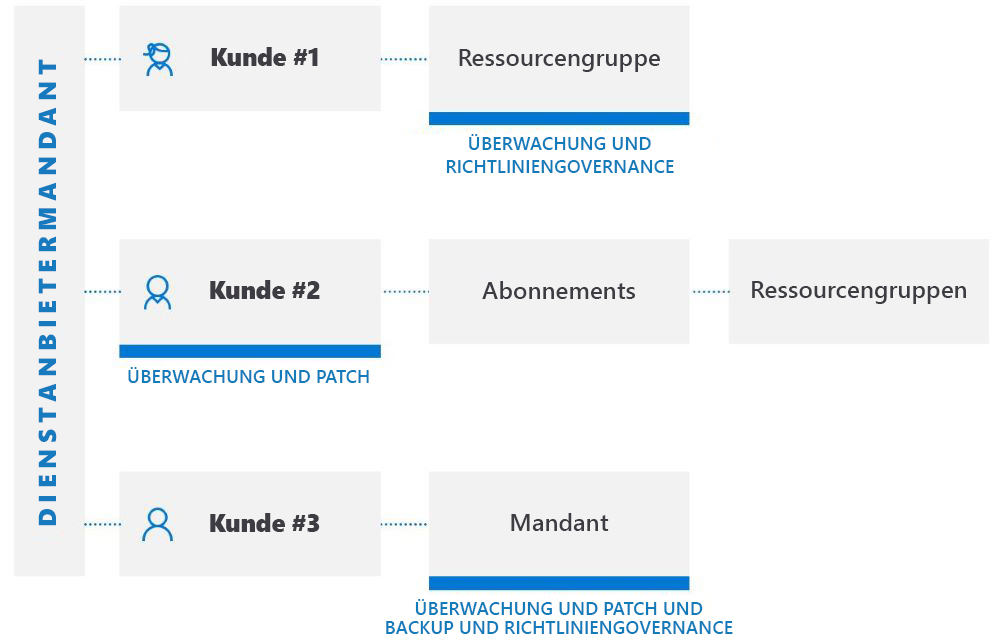 DIENSTANBIETERMANDANT
Kunde #1
Ressourcengruppe
ÜBERWACHUNG UND
RICHTLINIENGOVERNANCE
Kunde #2
Abonnements
Ressourcengruppen
ÜBERWACHUNG UND PATCH
Kunde #3
Mandant
ÜBERWACHUNG UND PATCH UND
BACKUP UND RICHTLINIENGOVERNANCE